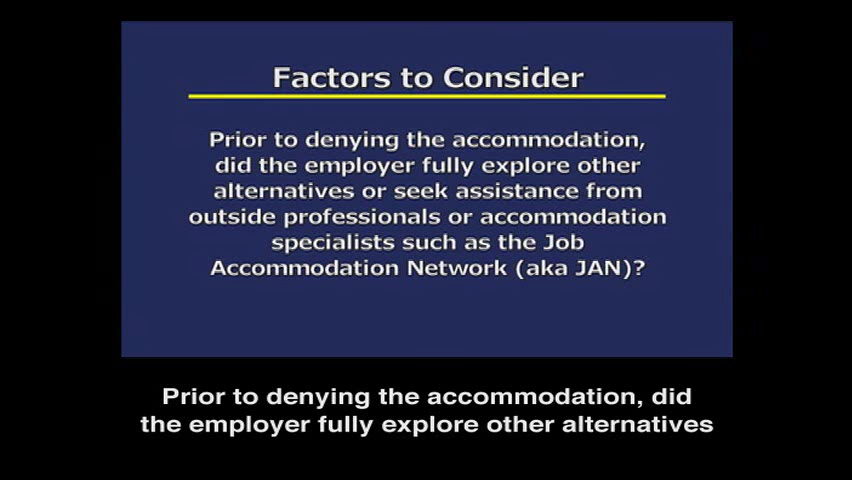 Factors to Consider
Prior to denying the accommodation,
did the employer fully explore other
alternatives or seek assistance from
outside professionals or accommodation
specialists such as the Job
Accommodation Network (aka JAN)?
Prior to denying the accommodation, did
the employer fully explore other alternatives